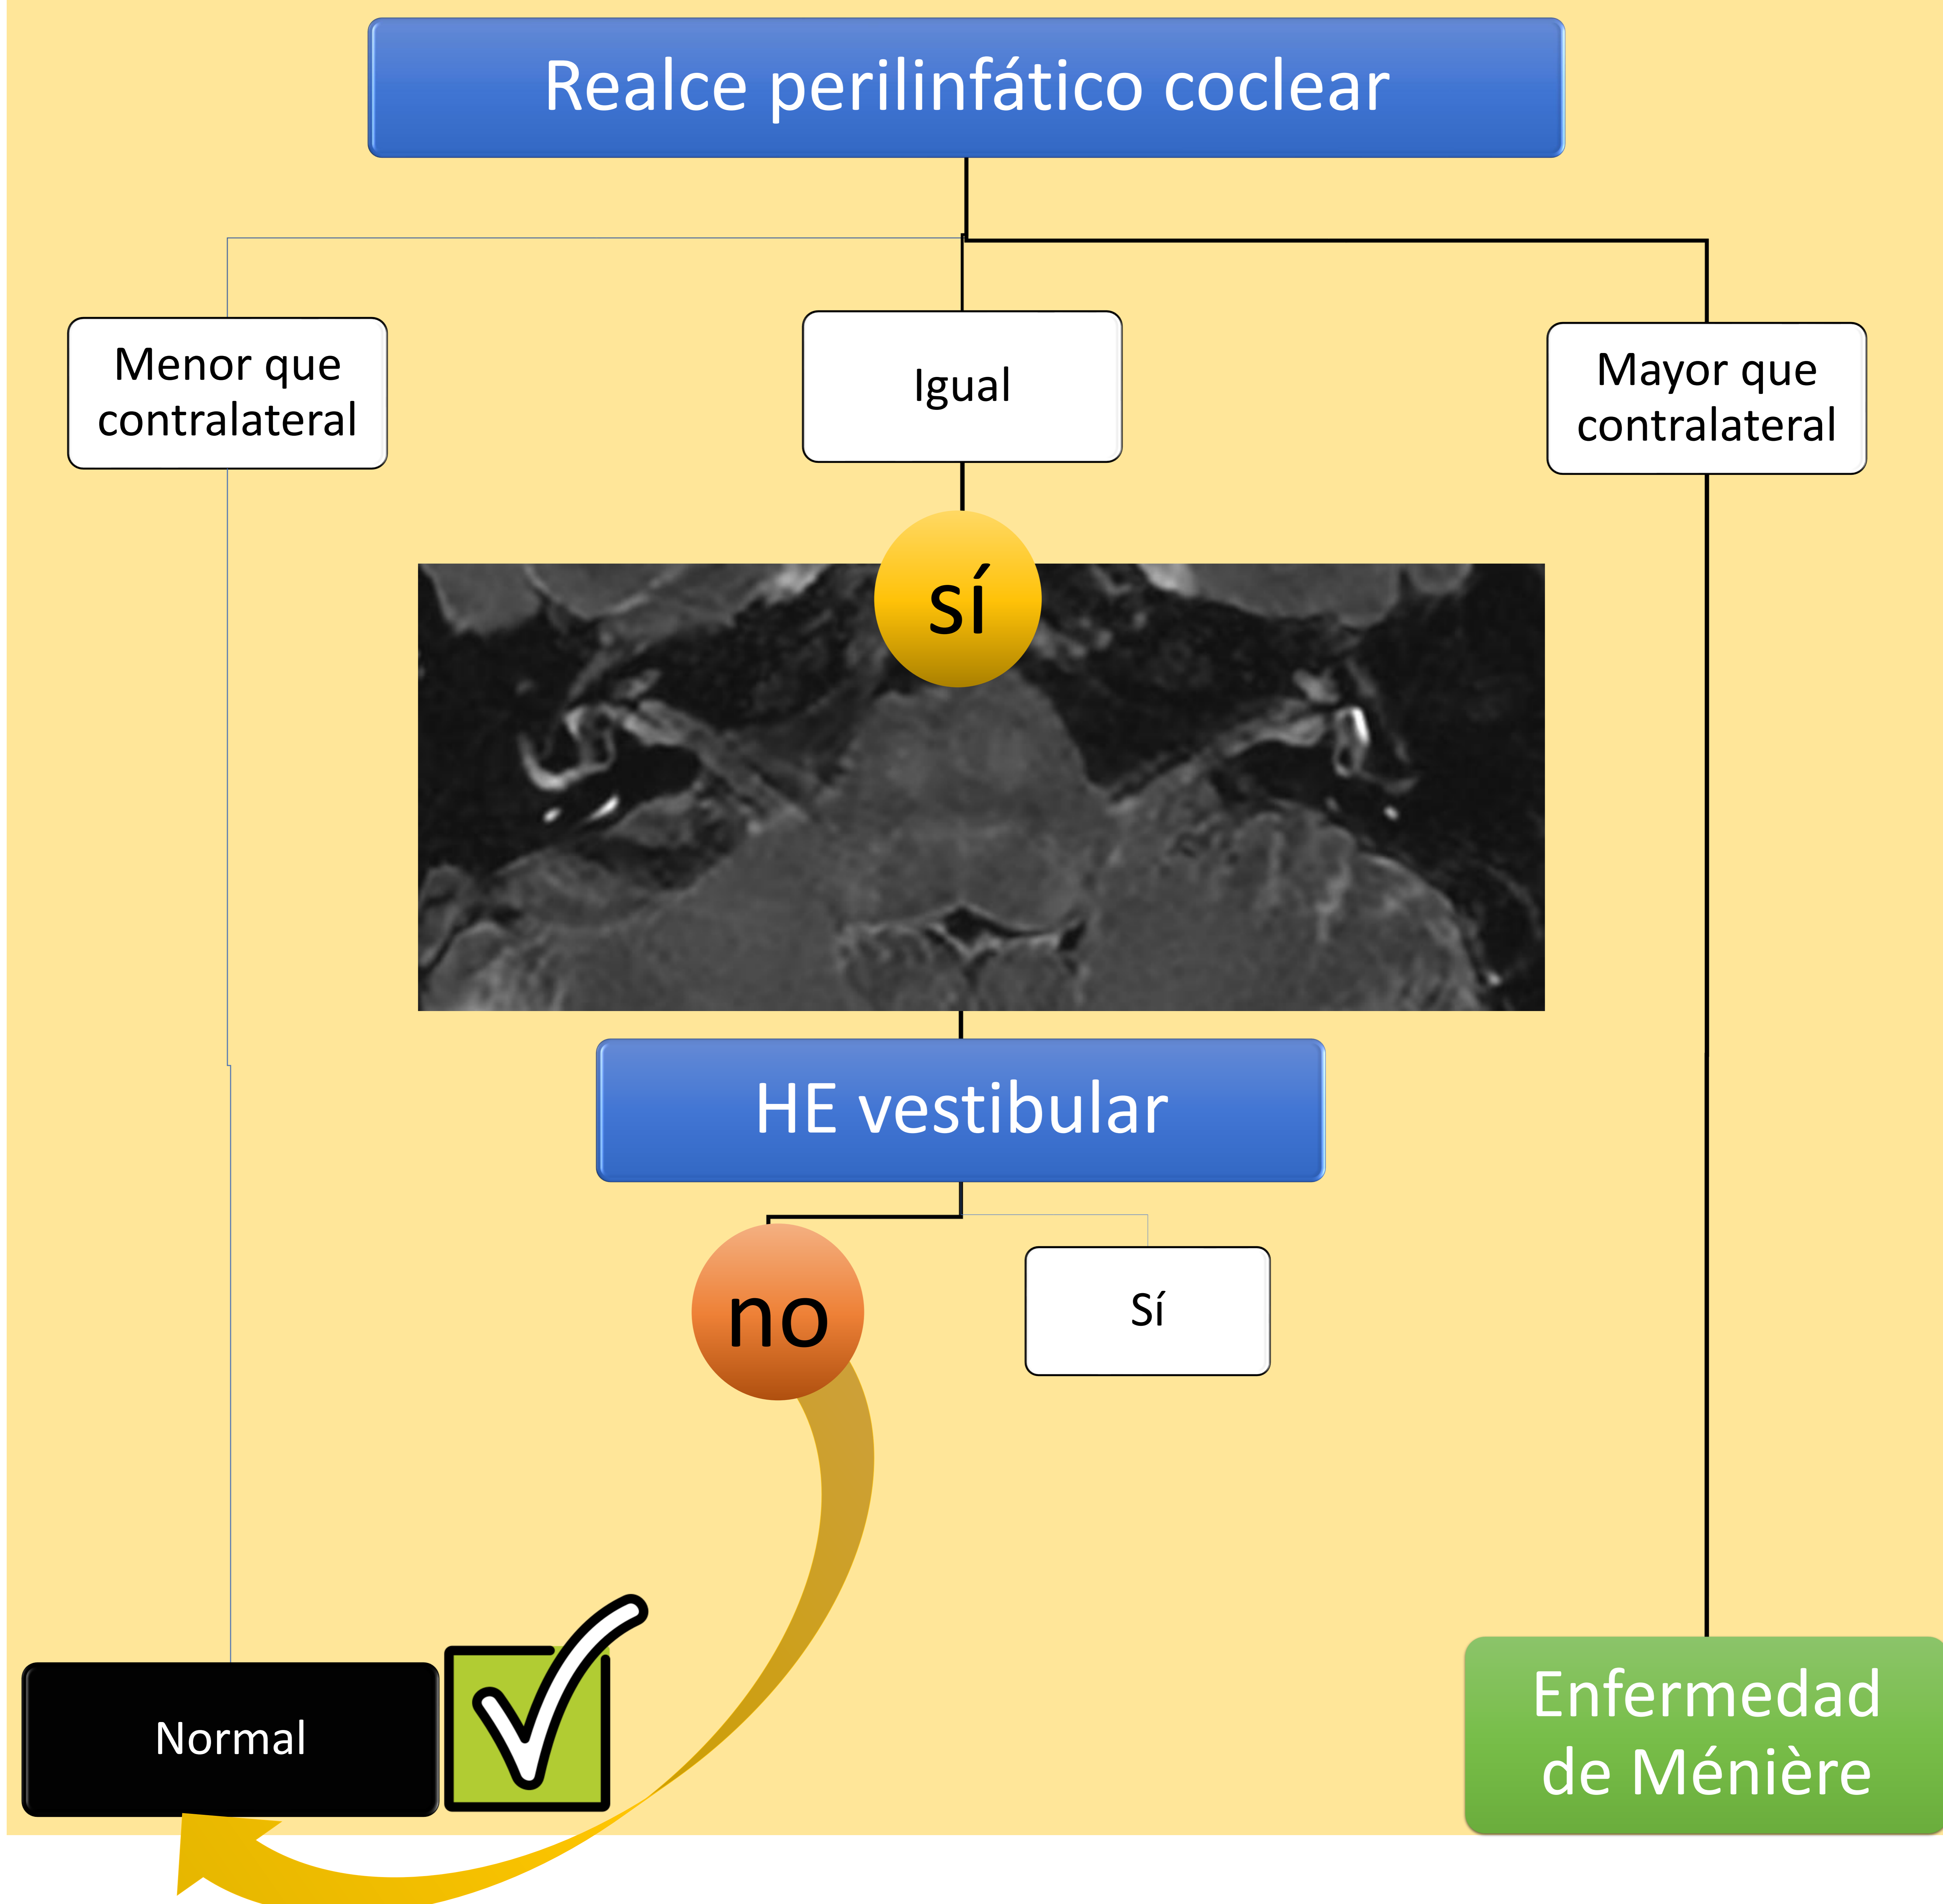 Realce perilinfático coclear
Menor que
contralateral
Igual
Mayor que
contralateral
sí
HE vestibular
no
Sí
Normal
Enfermedad
de Ménière